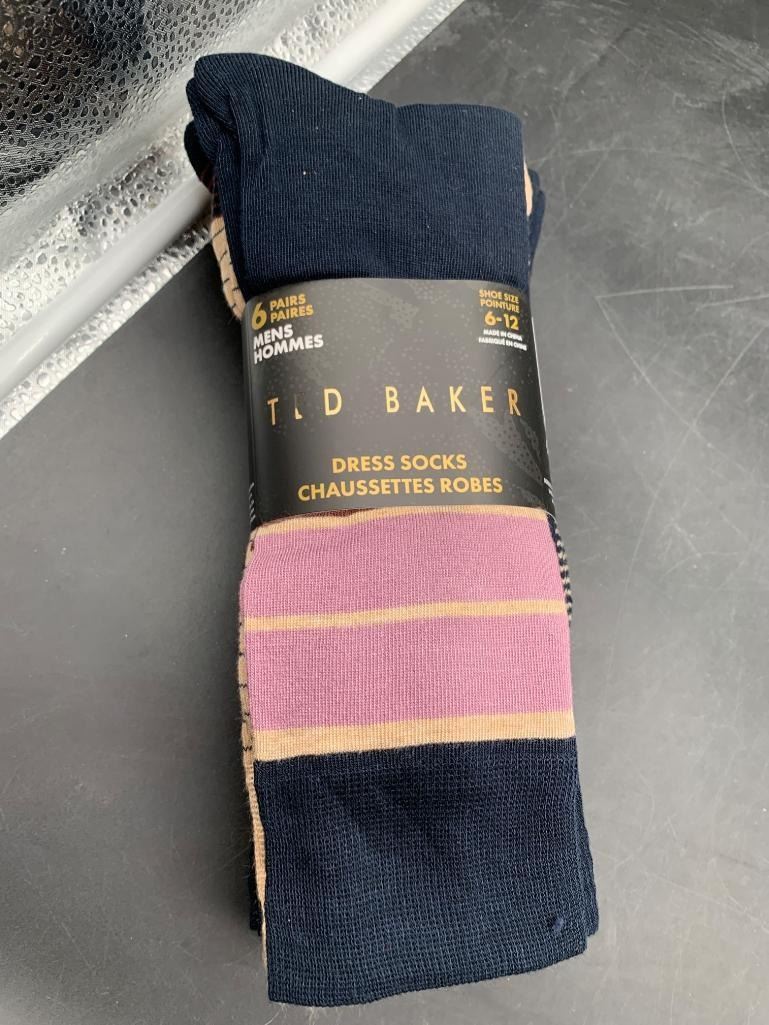 6 PAIRS
PAIRES
MENS
HOMMES
SHOE SIZE
POINTURE
6-12
MADE IN CHINA
FABRIQUÉ EN CHINE
TED BAKER
DRESS SOCKS
CHAUSSETTES ROBES